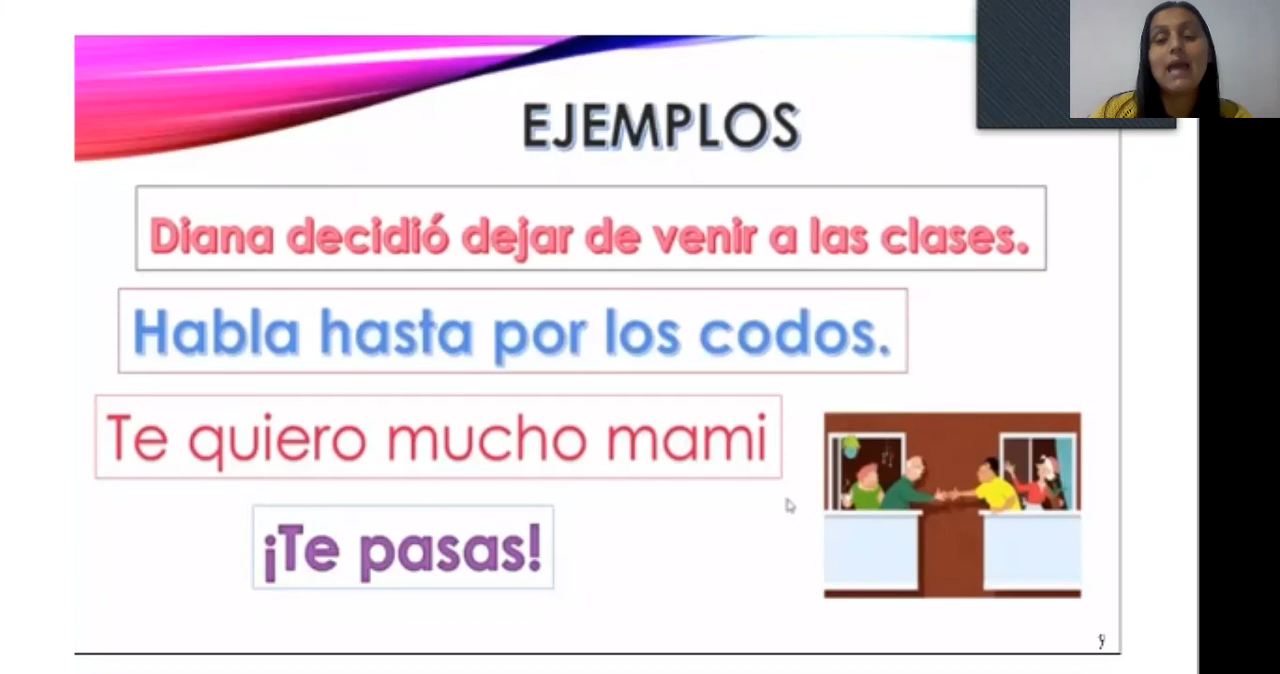 EJEMPLOS
Diana decidió dejar de venir a las clases.
Habla hasta por los codos.
Te quiero mucho mami
¡Te pasas!
9